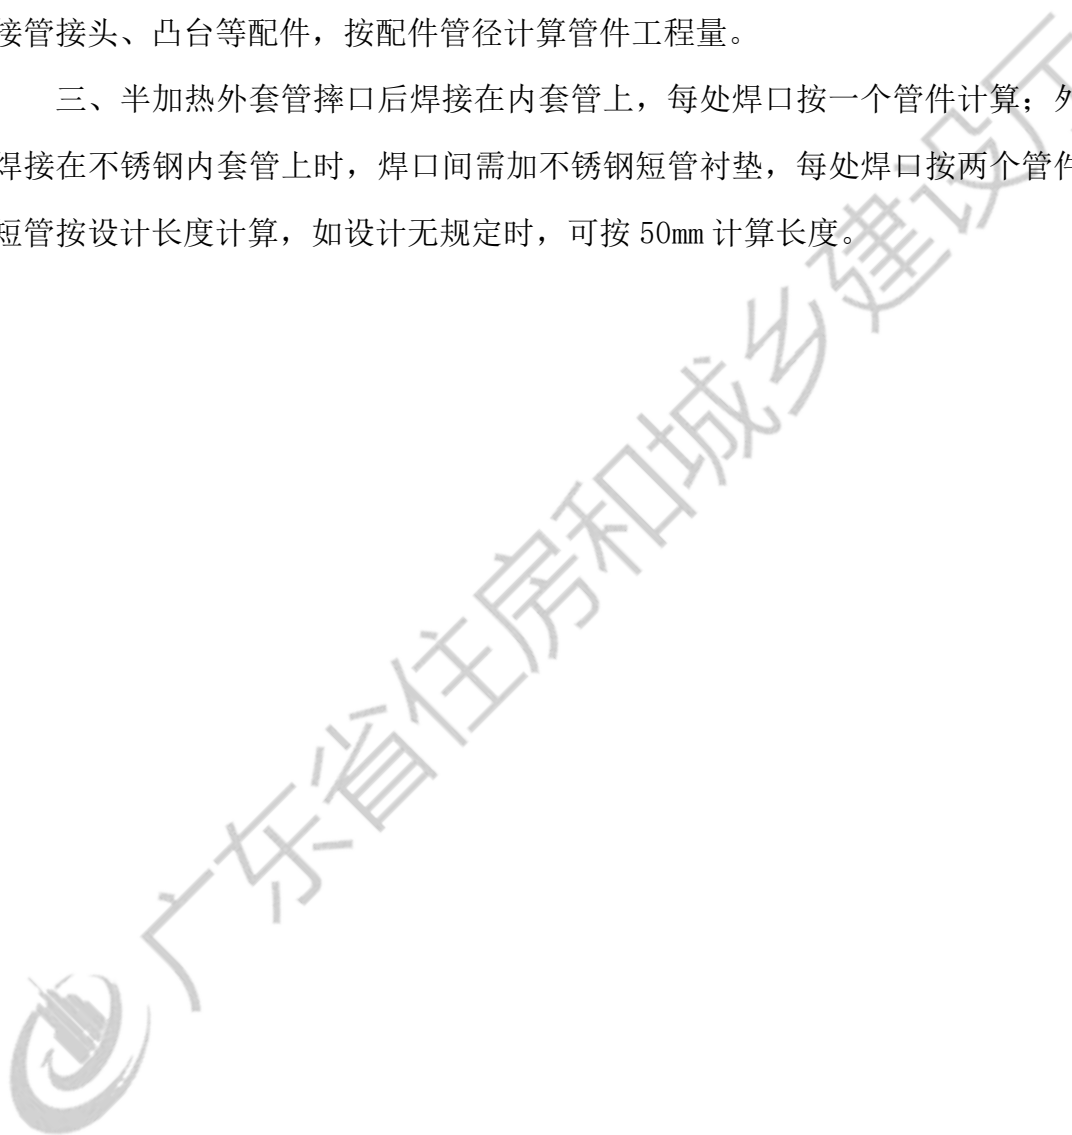 接管接头、凸台等配件，按配件管径计算管件工程量。
三、半加热外套管摔口后焊接在内套管上，每处焊口按一个管件计算；外
焊接在不锈钢内套管上时，焊口间需加不锈钢短管衬垫，每处焊口按两个管件
短管按设计长度计算，如设计无规定时，可按 50mm 计算长度。
广东省住房和城乡建设厅